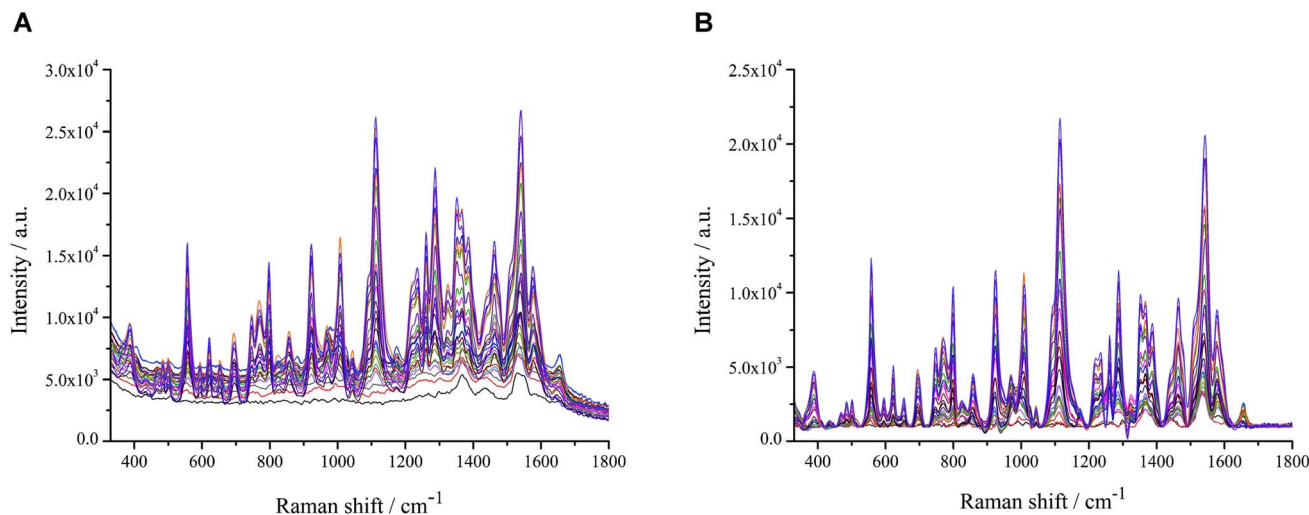 A
3.0x10⁴
2.5x10⁴
2.0x10⁴
1.5x10⁴
1.0x10⁴
5.0x10³
0.0
Intensity / a.u.
400 600 800 1000 1200 1400 1600 1800
Raman shift / cm⁻¹
B
2.5x10⁴
2.0x10⁴
1.5x10⁴
1.0x10⁴
5.0x10³
0.0
Intensity / a.u.
400 600 800 1000 1200 1400 1600 1800
Raman shift / cm⁻¹